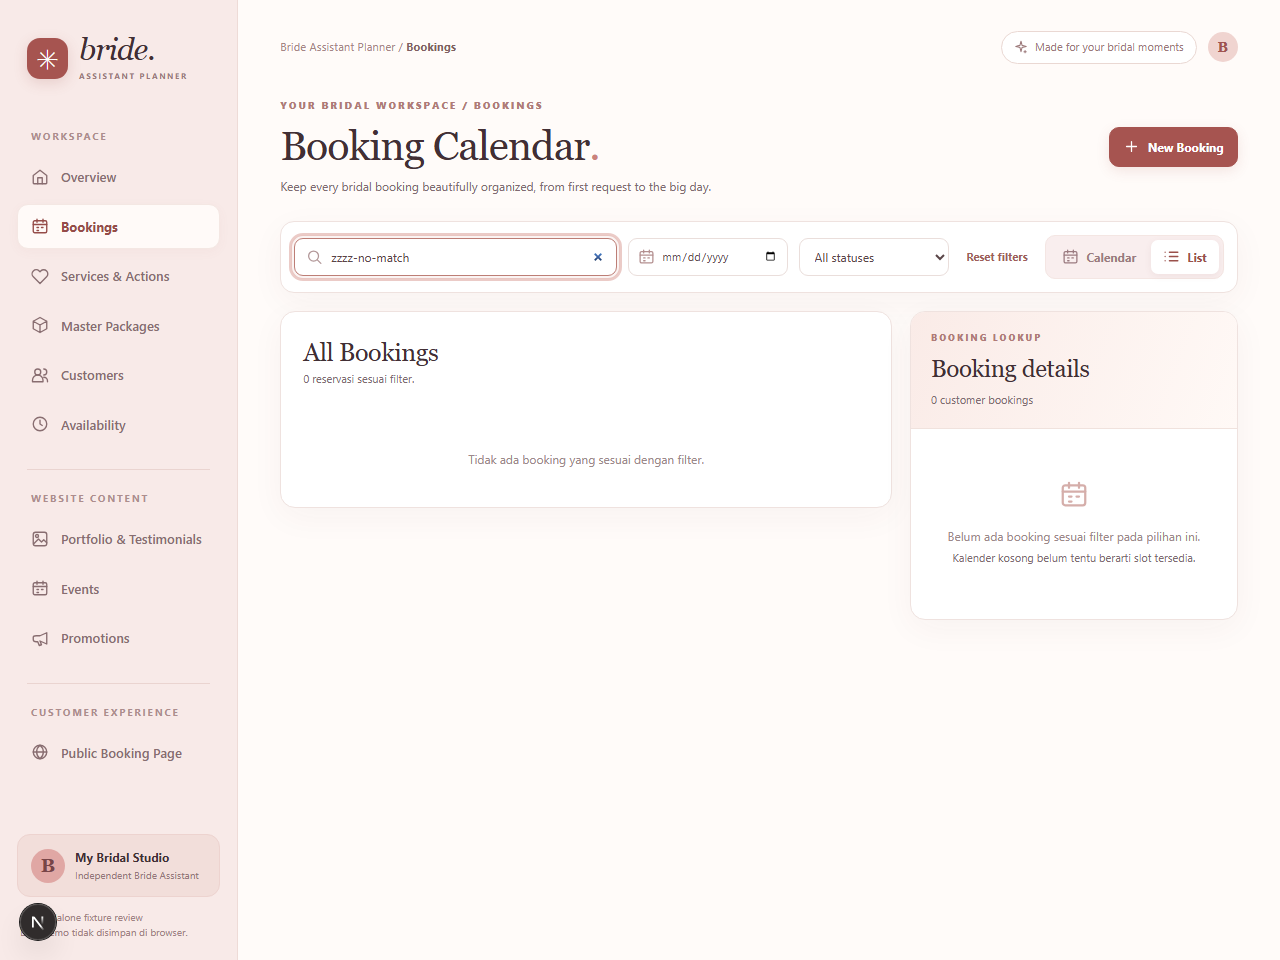 bride.
ASSISTANT PLANNER
WORKSPACE
Overview
Bookings
Services & Actions
Master Packages
Customers
Availability
WEBSITE CONTENT
Portfolio & Testimonials
Events
Promotions
CUSTOMER EXPERIENCE
Public Booking Page
B
My Bridal Studio
Independent Bride Assistant
alone fixture review
N
tidak disimpan di browser.
Bride Assistant Planner / Bookings
Made for your bridal moments
B
YOUR BRIDAL WORKSPACE / BOOKINGS
Booking Calendar.
Keep every bridal booking beautifully organized, from first request to the big day.
New Booking
zzzz-no-match
mm/dd/yyyy
All statuses
Reset filters
Calendar
List
All Bookings
0 reservasi sesuai filter.
Tidak ada booking yang sesuai dengan filter.
BOOKING LOOKUP
Booking details
0 customer bookings
Belum ada booking sesuai filter pada pilihan ini.
Kalender kosong belum tentu berarti slot tersedia.